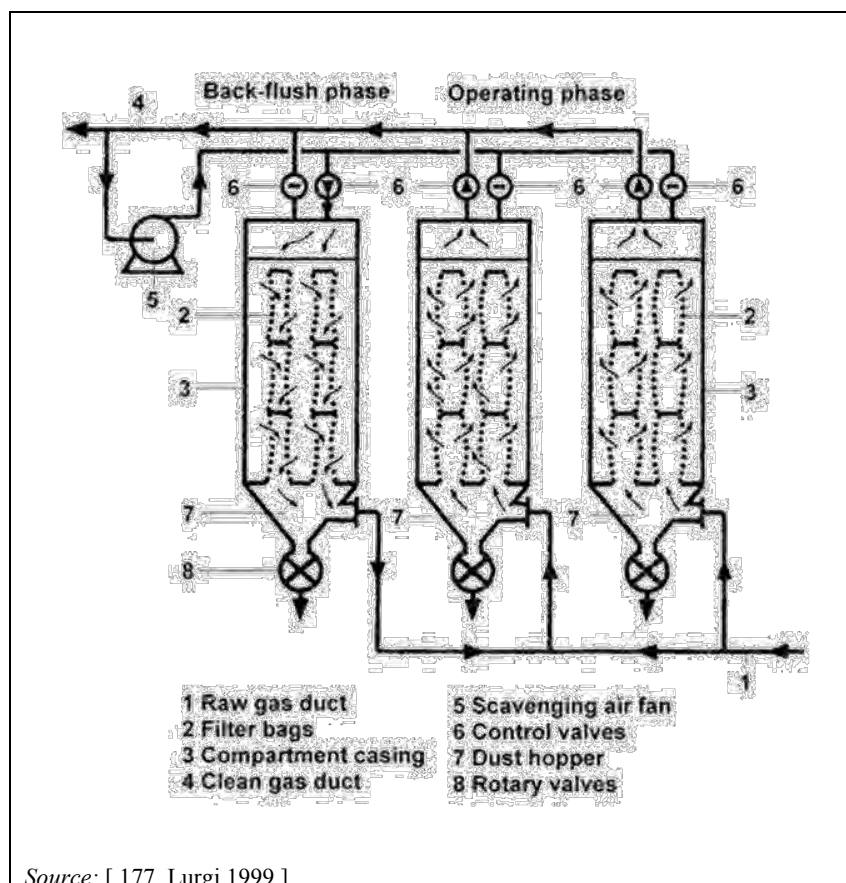 Back-flush phase Operating phase
4
6 6 6 6
5
2 2
3 3
7 7 7
8
1
1 Raw gas duct
2 Filter bags
3 Compartment casing
4 Clean gas duct
5 Scavenging air fan
6 Control valves
7 Dust hopper
8 Rotary valves
Source: [ 177, Lurgi 1999 ]